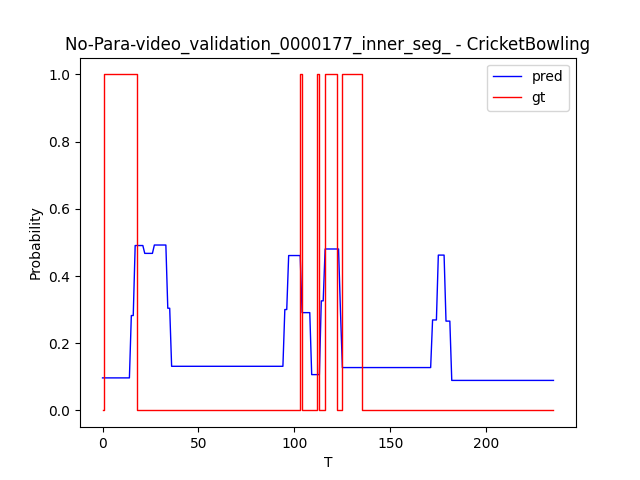 No-Para-video_validation_0000177_inner_seg_ - CricketBowling
pred
gt
1.0
0.8
0.6
0.4
0.2
0.0
Probability
0 50 100 150 200
T